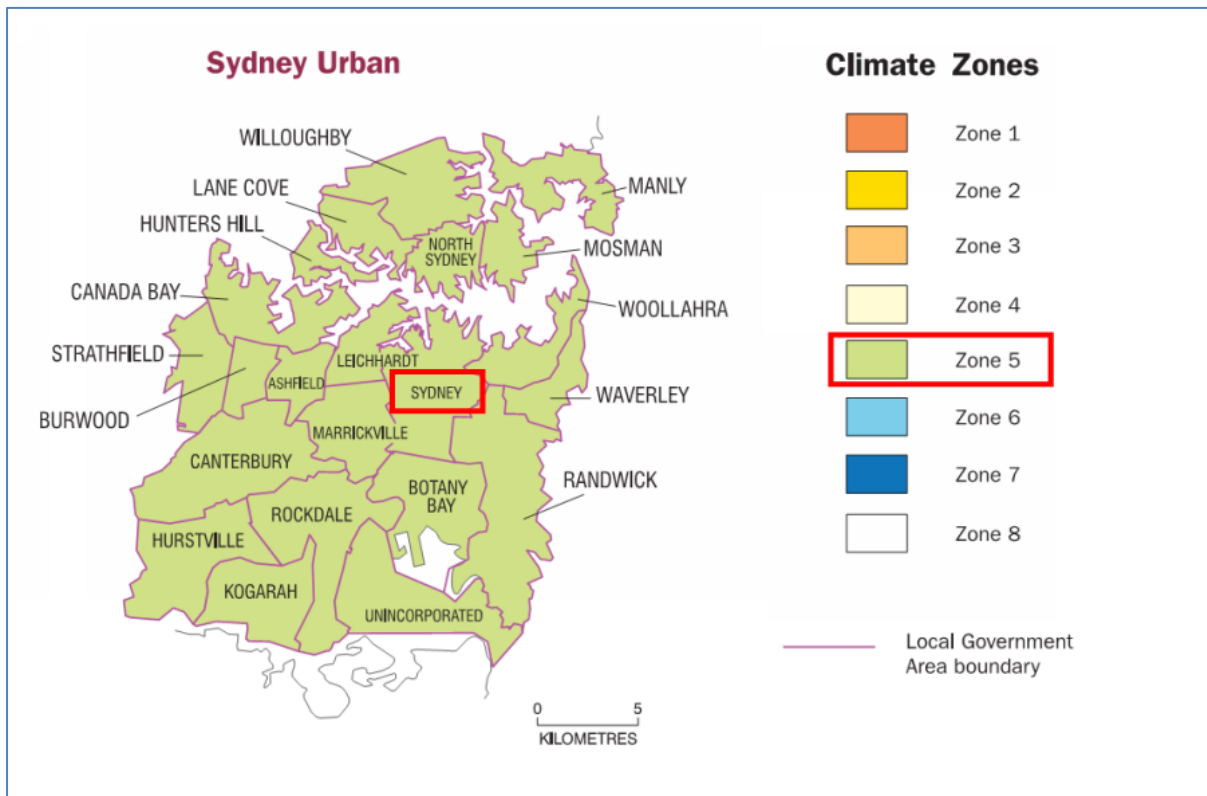 Sydney Urban
WILLOUGHBY
LANE COVE
HUNTERS HILL
CANADA BAY
STRATHFIELD
BURWOOD
MANLY
NORTH
SYDNEY
MOSMAN
WOOLLAHRA
LEICHHARDT
ASHFIELD
SYDNEY
WAVERLEY
MARRICKVILLE
CANTERBURY
BOTANY
BAY
RANDWICK
ROCKDALE
HURSTVILLE
KOGARAH
UNINCORPORATED
0 5
KILOMETRES
Climate Zones
Zone 1
Zone 2
Zone 3
Zone 4
Zone 5
Zone 6
Zone 7
Zone 8
Local Government
Area boundary